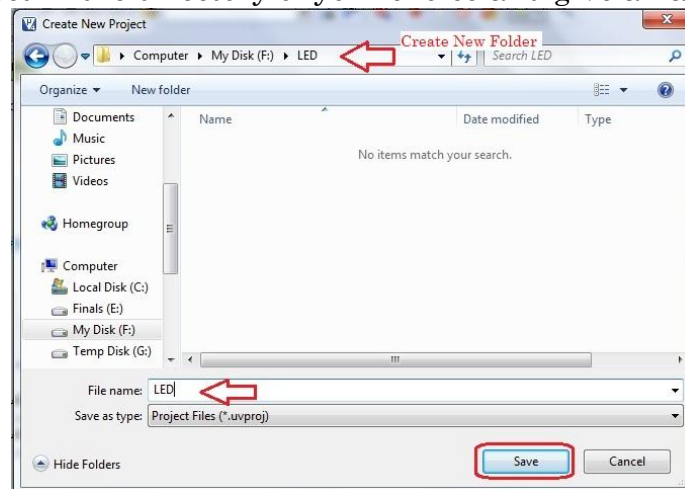 Create New Project
Create New Folder
Computer ▸ My Disk (F:) ▸ LED
Search LED
Organize ▾ New folder
Documents
Music
Pictures
Videos
Homegroup
Computer
Local Disk (C:)
Finals (E:)
My Disk (F:)
Temp Disk (G:)
Name Date modified Type
No items match your search.
File name: LED
Save as type: Project Files (*.uvproj)
Hide Folders Save Cancel